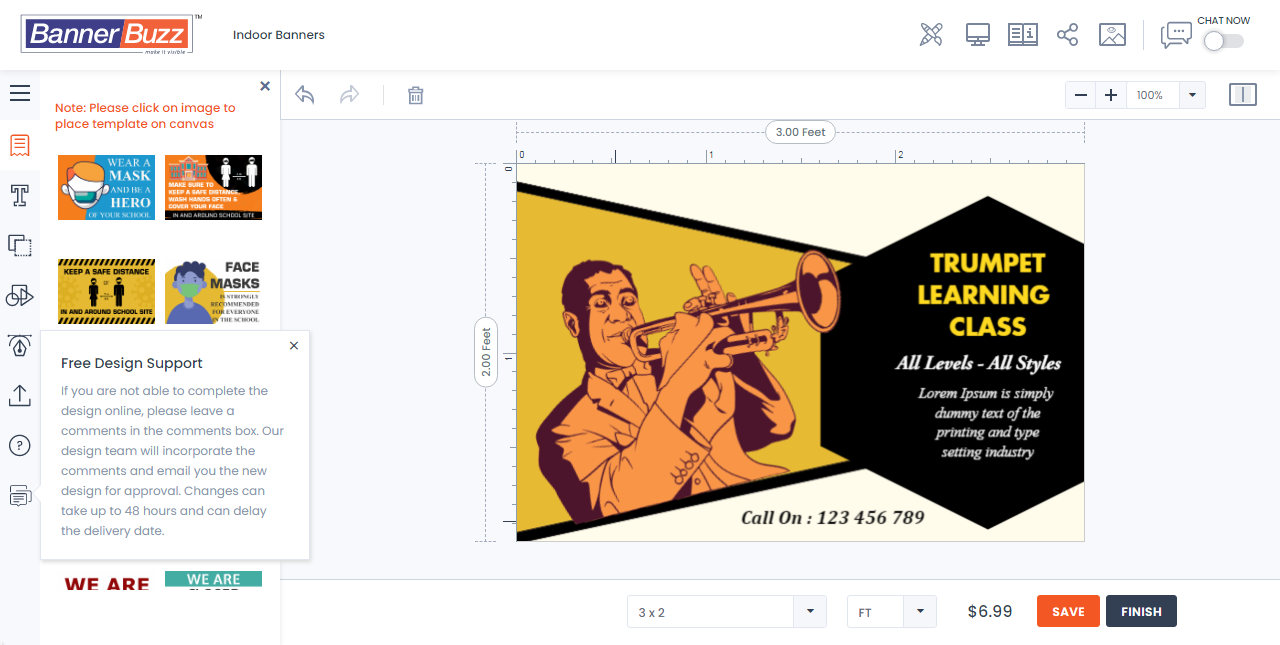 BannerBuzz
TM
make it visible
Indoor Banners
CHAT NOW
Note: Please click on image to
place template on canvas
100%
3.00 Feet
0
1
2
0
1
2.00 Feet
WEAR A
MASK
AND BE A
HERO
OF YOUR SCHOOL
MAKE SURE TO
KEEP A SAFE DISTANCE,
WASH HANDS OFTEN &
COVER YOUR FACE
IN AND AROUND SCHOOL SITE
KEEP A SAFE DISTANCE
IN AND AROUND SCHOOL SITE
FACE
MASKS
IS STRONGLY
RECOMMENDED
FOR EVERYONE
IN THE SCHOOL
Free Design Support
If you are not able to complete the
design online, please leave a
comments in the comments box. Our
design team will incorporate the
comments and email you the new
design for approval. Changes can
take up to 48 hours and can delay
the delivery date.
WE ARE
WE ARE
TRUMPET
LEARNING
CLASS
All Levels - All Styles
Lorem Ipsum is simply
dummy text of the
printing and type
setting industry
Call On : 123 456 789
3 x 2
FT
$6.99
SAVE
FINISH